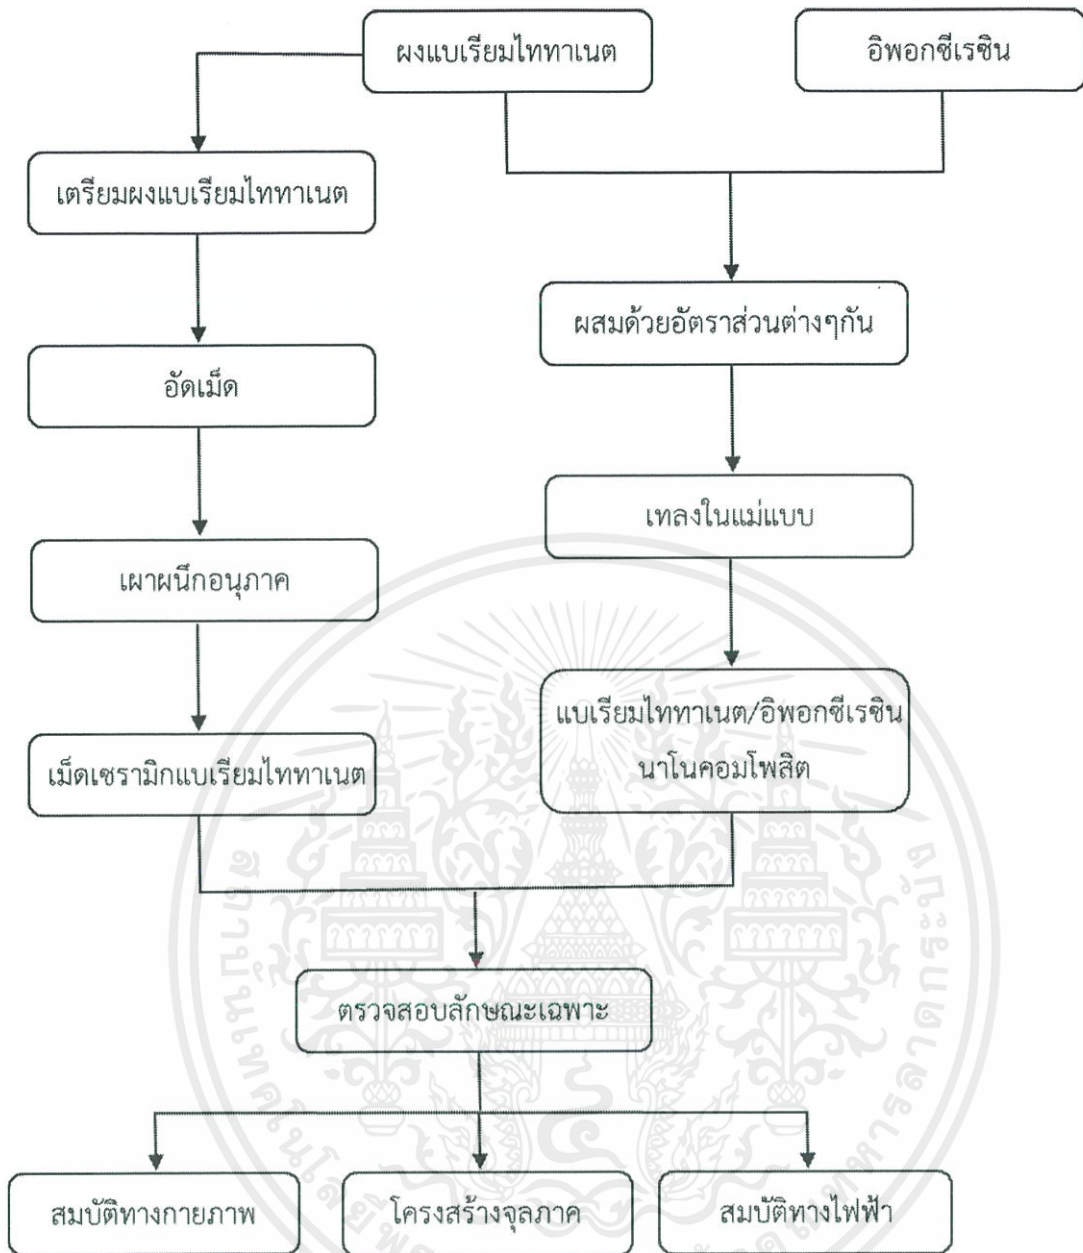 ผงแบเรียมไททาเนต
อิพอกซีเรซิน
เตรียมผงแบเรียมไททาเนต
ผสมด้วยอัตราส่วนต่างๆกัน
อัดเม็ด
เทลงในแม่แบบ
เผาผนึกอนุภาค
แบเรียมไททาเนต/อิพอกซีเรซิน
นาโนคอมโพสิต
เม็ดเซรามิกแบเรียมไททาเนต
ตรวจสอบลักษณะเฉพาะ
สมบัติทางกายภาพ
โครงสร้างจุลภาค
สมบัติทางไฟฟ้า